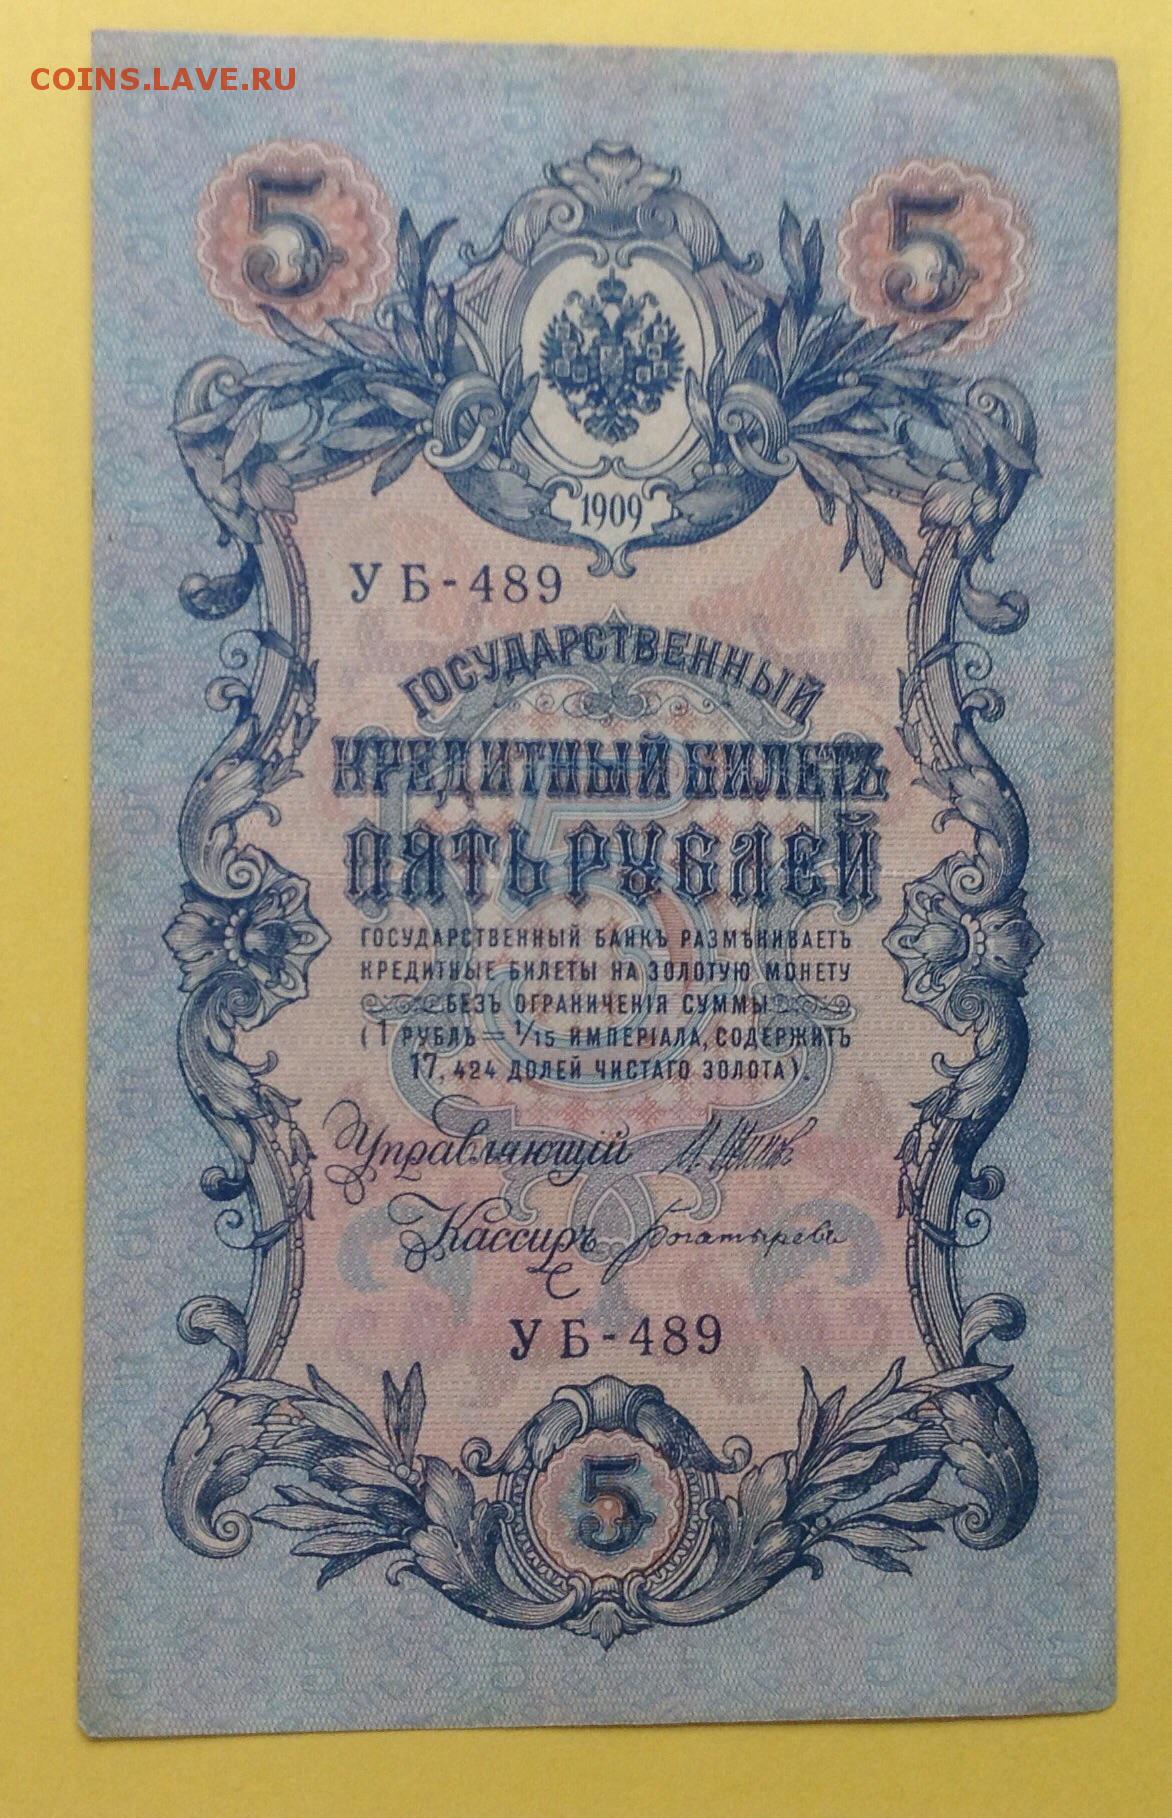 COINS.LAVE.RU
5 5
1909
УБ-489
ГОСУДАРСТВЕННЫЙ
КРЕДИТНЫЙ БИЛЕТЪ
ПЯТЬ РУБЛЕЙ
ГОСУДАРСТВЕННЫЙ БАНКЪ РАЗМѢНИВАЕТЪ
КРЕДИТНЫЕ БИЛЕТЫ НА ЗОЛОТУЮ МОНЕТУ
БЕЗЪ ОГРАНИЧЕНІЯ СУММЫ
(1 РУБЛЬ = 1/15 ИМПЕРІАЛА, СОДЕРЖИТЪ
17,424 ДОЛЕЙ ЧИСТАГО ЗОЛОТА).
Управляющій
Кассиръ Богатыревъ
УБ-489
5